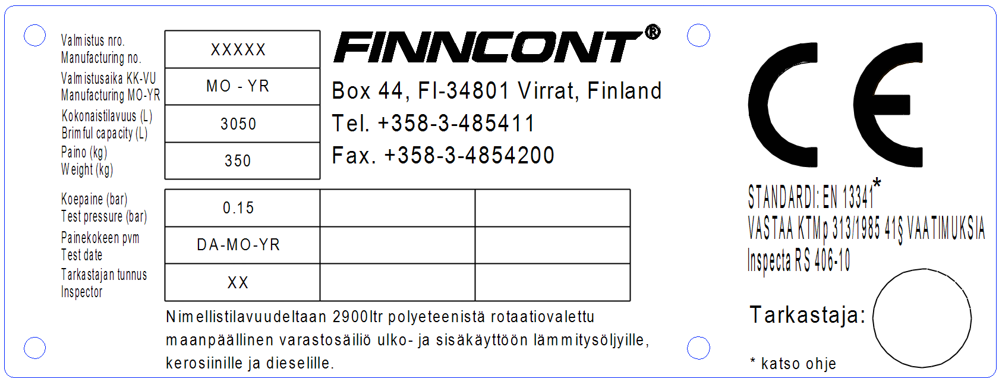 Valmistus nro.
Manufacturing no.
XXXXX
Valmistusaika KK-VU
Manufacturing MO-YR
MO - YR
Kokonaistilavuus (L)
Brimful capacity (L)
3050
Paino (kg)
Weight (kg)
350
FINNCONT®
Box 44, FI-34801 Virrat, Finland
Tel. +358-3-485411
Fax. +358-3-4854200
Koepaine (bar)
Test pressure (bar)
0.15
Painekokeen pvm
Test date
DA-MO-YR
Tarkastajan tunnus
Inspector
XX
Nimellistilavuudeltaan 2900ltr polyeteenistä rotaatiovalettu
maanpäällinen varastosäiliö ulko- ja sisäkäyttöön lämmitysöljyille,
kerosiinille ja dieselille.
CE
STANDARDI: EN 13341*
VASTAA KTMp 313/1985 41§ VAATIMUKSIA
Inspecta RS 406-10
Tarkastaja:
* katso ohje